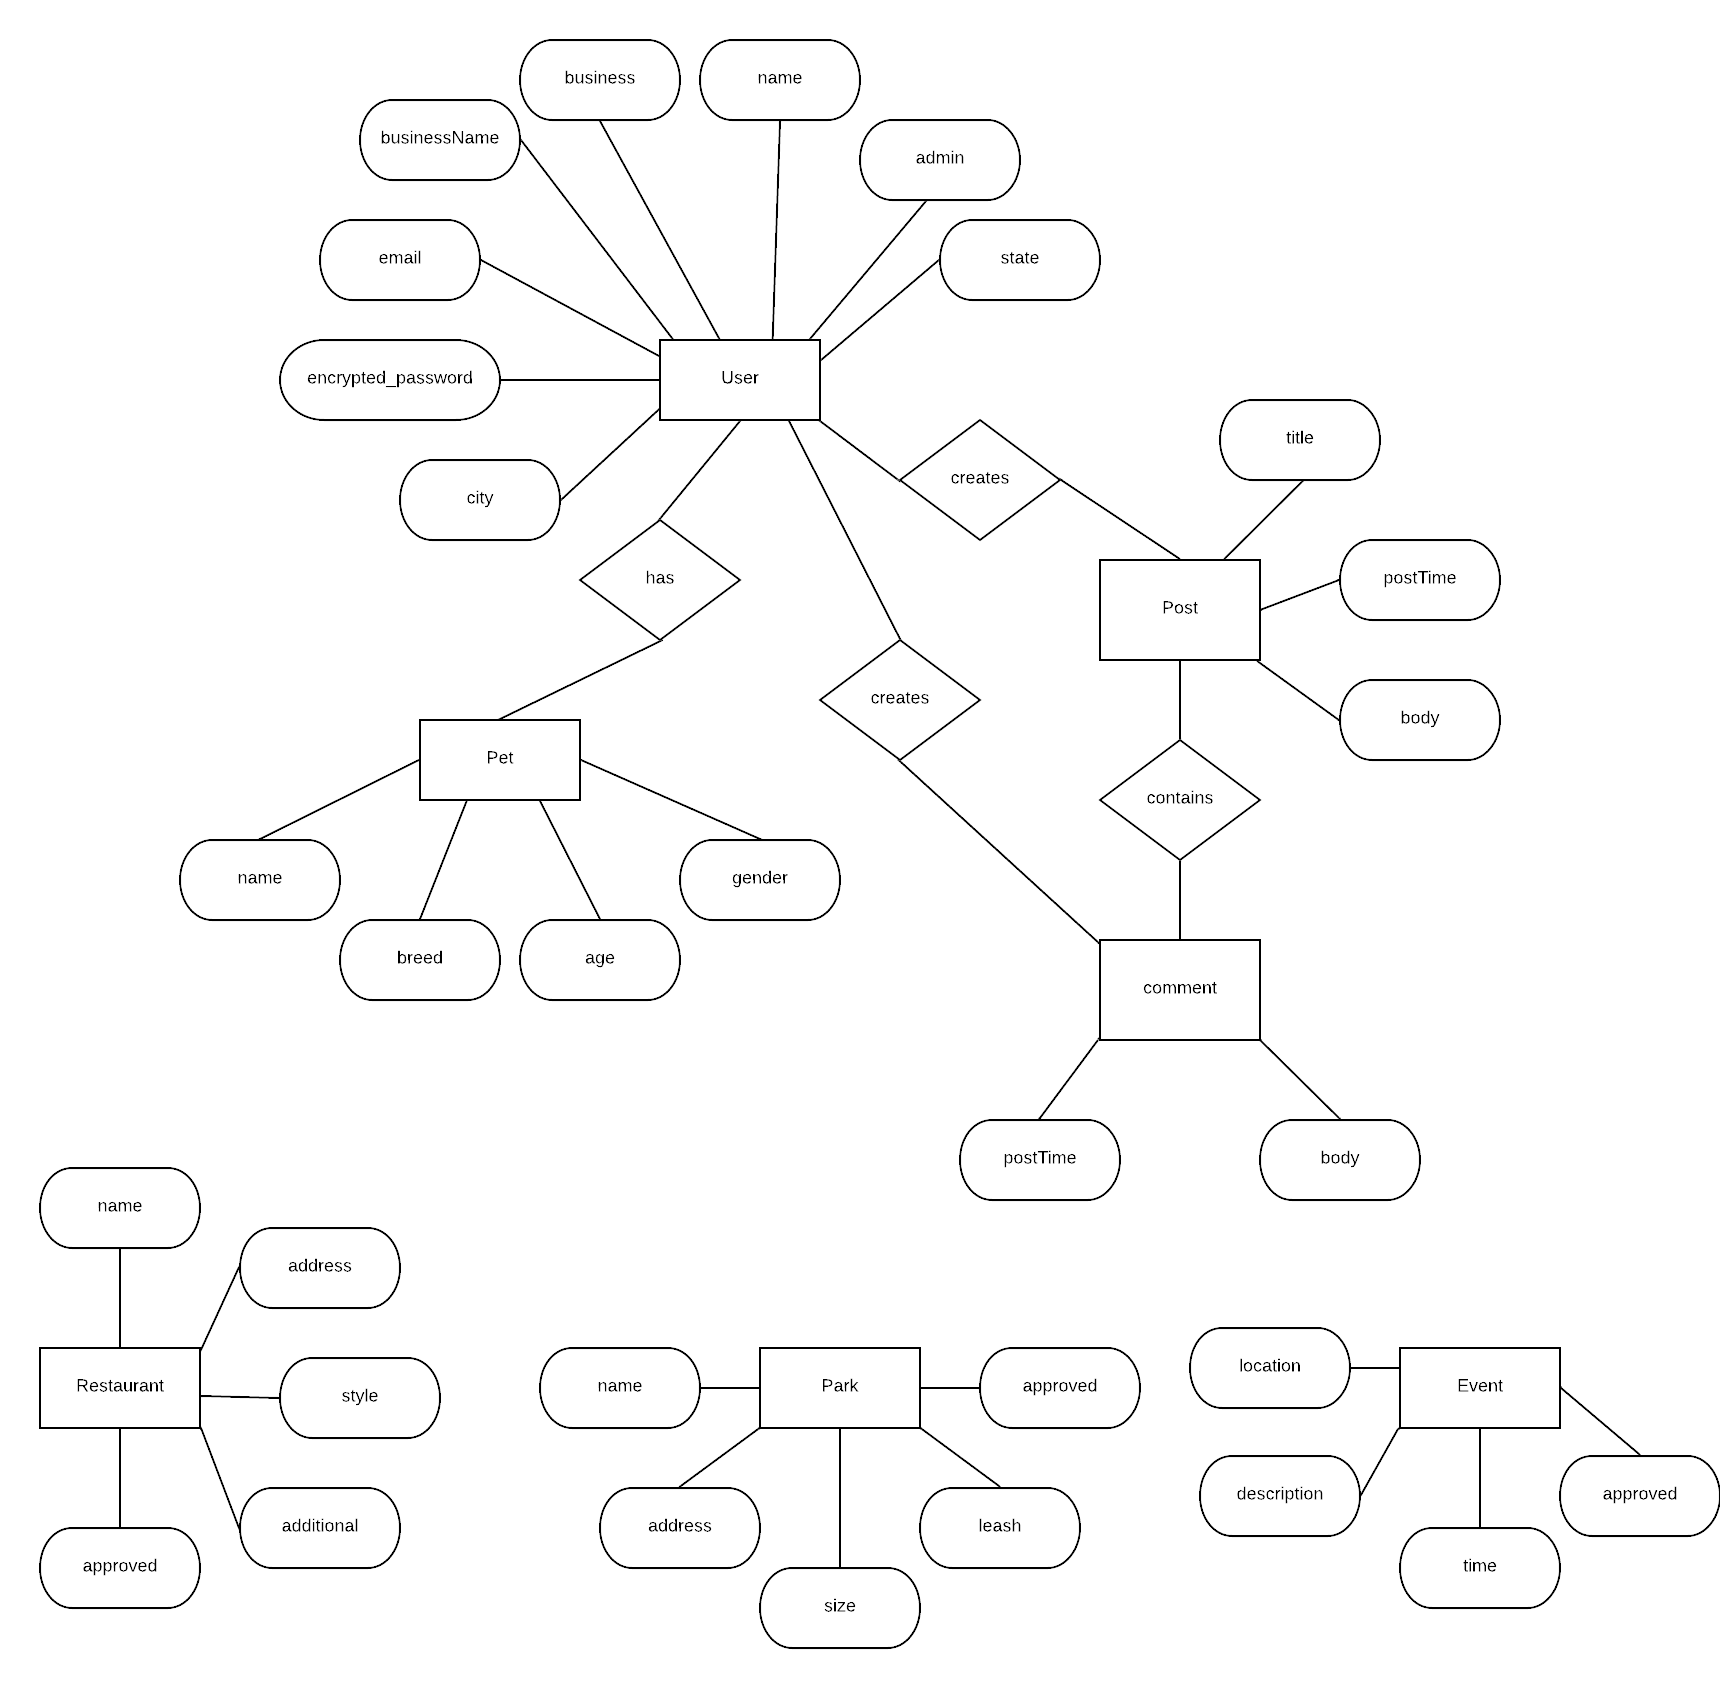 business
name
businessName
admin
email
state
encrypted_password
User
title
city
creates
has
postTime
Post
creates
body
Pet
contains
name
gender
breed
age
comment
postTime
body
name
address
location
Restaurant
style
name
Park
approved
Event
additional
address
leash
description
approved
approved
size
time